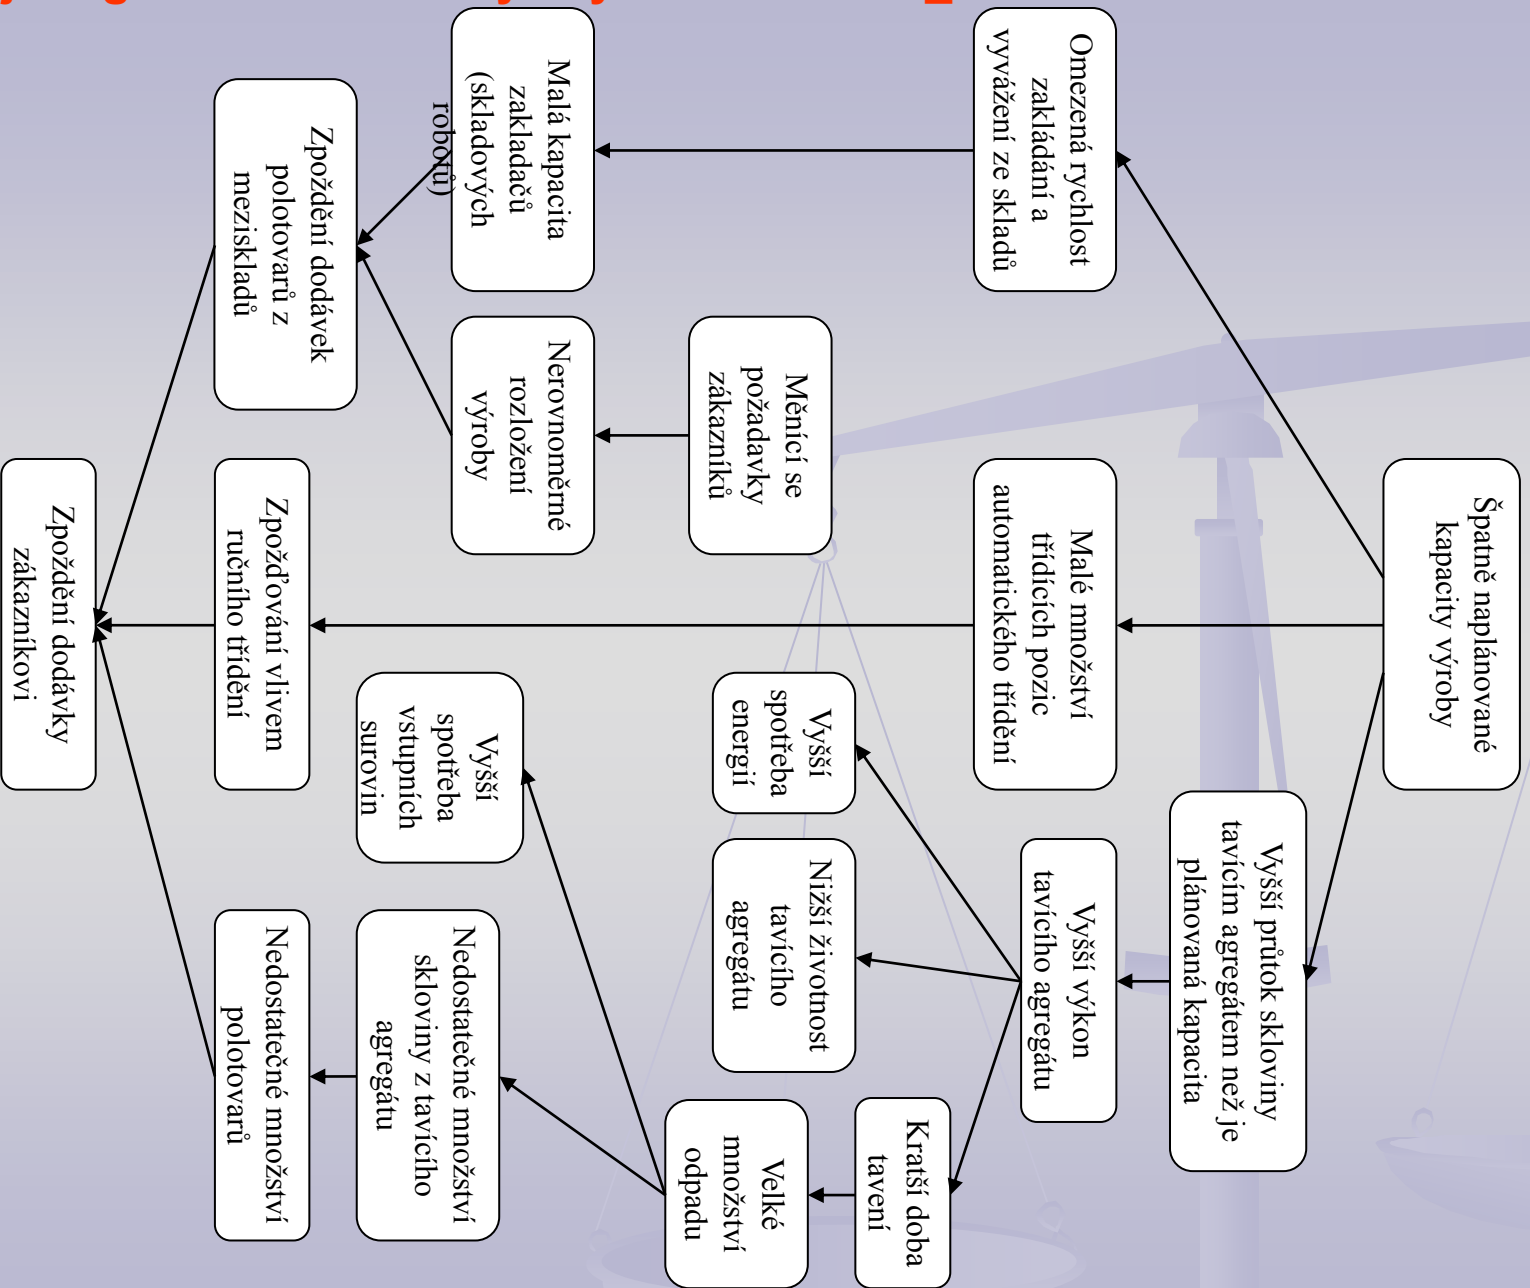 Špatně naplánované
kapacity výroby
Vyšší průtok skloviny
tavícím agregátem než je
plánovaná kapacita
Omezená rychlost
zakládání a
vyvážení ze skladů
Malé množství
třídících pozic
automatického třídění
Vyšší výkon
tavícího agregátu
Kratší doba
tavení
Měnící se
požadavky
zákazníků
Vyšší
spotřeba
energií
Nižší životnost
tavícího
agregátu
Velké
množství
odpadu
Malá kapacita
zakladačů
(skladových
robotů)
Nerovnoměrné
rozložení
výroby
Vyšší
spotřeba
vstupních
surovin
Nedostatečné množství
skloviny z tavícího
agregátu
Zpoždění dodávek
polotovarů z
meziskladů
Zpožďování vlivem
ručního třídění
Nedostatečné množství
polotovarů
Zpoždění dodávky
zákazníkovi